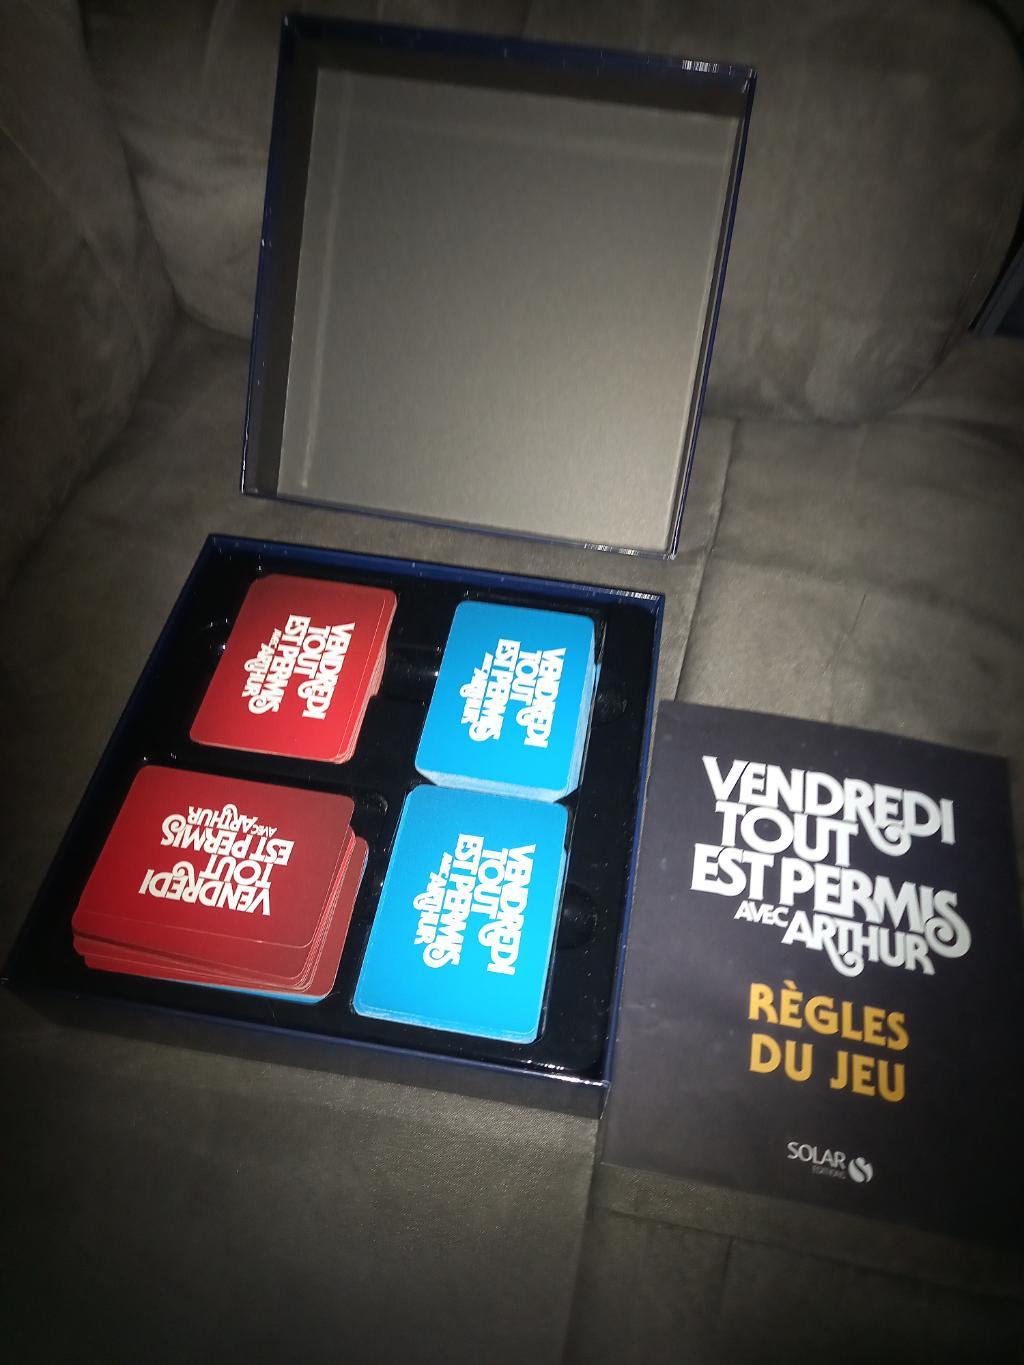 VENDREDI
TOUT
EST PERMIS
AVEC ARTHUR
VENDREDI
TOUT
EST PERMIS
AVEC ARTHUR
VENDREDI
TOUT
EST PERMIS
AVEC ARTHUR
VENDREDI
TOUT
EST PERMIS
AVEC ARTHUR
VENDREDI
TOUT
EST PERMIS
AVEC ARTHUR
RÈGLES
DU JEU
SOLAR
EDITIONS